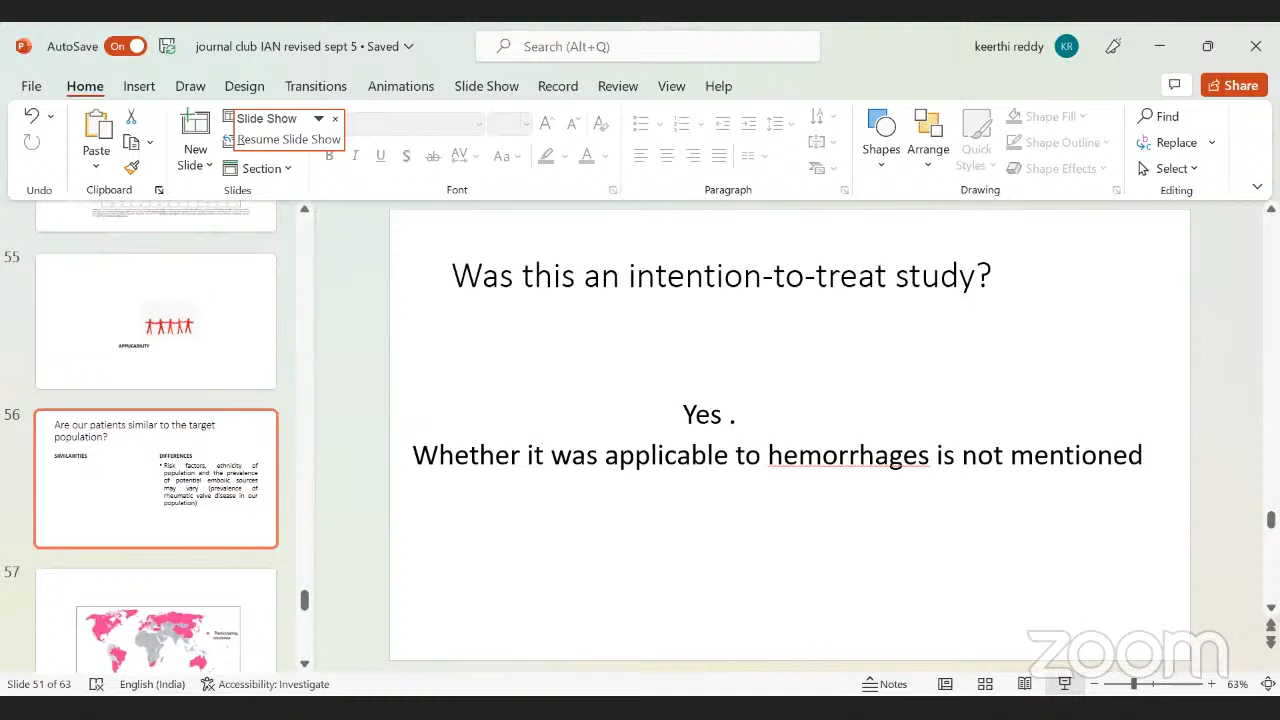 AutoSave On journal club IAN revised sept 5 • Saved Search (Alt+Q) keerthi reddy KR
File Home Insert Draw Design Transitions Animations Slide Show Record Form Review View Help Share
Slide Show
Resume Slide Show
Paste
New
Slide
Section
Aa
Shapes
Arrange
Quick
Styles
Shape Fill
Shape Outline
Shape Effects
Find
Replace
Select
Undo Clipboard Slides Font Paragraph Drawing Editing
55
APPLICABILITY
56
Are our patients similar to the target
population?
SIMILARITIES
DIFFERENCES
• Risk factors, ethnicity of
population and the prevalence
of potential embolic sources
may vary (prevalence of
rheumatic valve disease in our
population)
57
Participating
countries
Was this an intention-to-treat study?
Yes .
Whether it was applicable to hemorrhages is not mentioned
zoom
Slide 51 of 63 English (India) Accessibility: Investigate Notes 63%